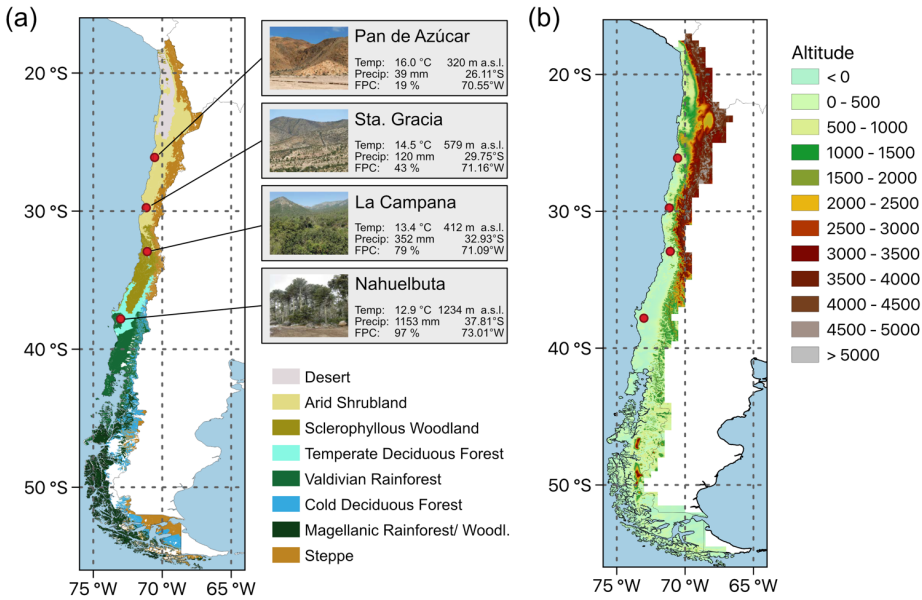 (a)
20 °S
30 °S
40 °S
50 °S
75 °W 70 °W 65 °W
Pan de Azúcar
Temp: 16.0 °C 320 m a.s.l.
Precip: 39 mm 26.11°S
FPC: 19 % 70.55°W
Sta. Gracia
Temp: 14.5 °C 579 m a.s.l.
Precip: 120 mm 29.75°S
FPC: 43 % 71.16°W
La Campana
Temp: 13.4 °C 412 m a.s.l.
Precip: 352 mm 32.93°S
FPC: 79 % 71.09°W
Nahuelbuta
Temp: 12.9 °C 1234 m a.s.l.
Precip: 1153 mm 37.81°S
FPC: 97 % 73.01°W
Desert
Arid Shrubland
Sclerophyllous Woodland
Temperate Deciduous Forest
Valdivian Rainforest
Cold Deciduous Forest
Magellanic Rainforest/ Woodl.
Steppe
(b)
20 °S
30 °S
40 °S
50 °S
75 °W 70 °W 65 °W
Altitude
< 0
0 - 500
500 - 1000
1000 - 1500
1500 - 2000
2000 - 2500
2500 - 3000
3000 - 3500
3500 - 4000
4000 - 4500
4500 - 5000
> 5000